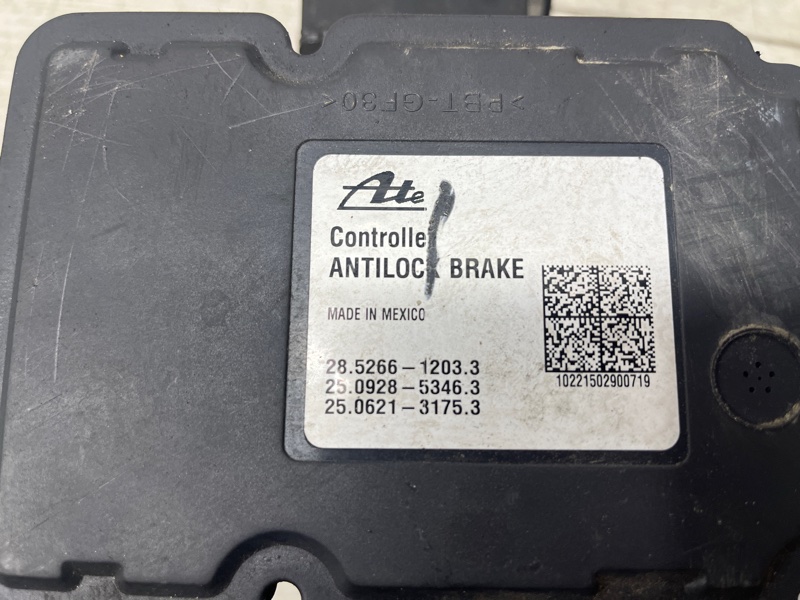 >PBT-GF30<
Ate
Controller
ANTILOCK BRAKE
MADE IN MEXICO
28.5266-1203.3
25.0928-5346.3
25.0621-3175.3
10221502900719